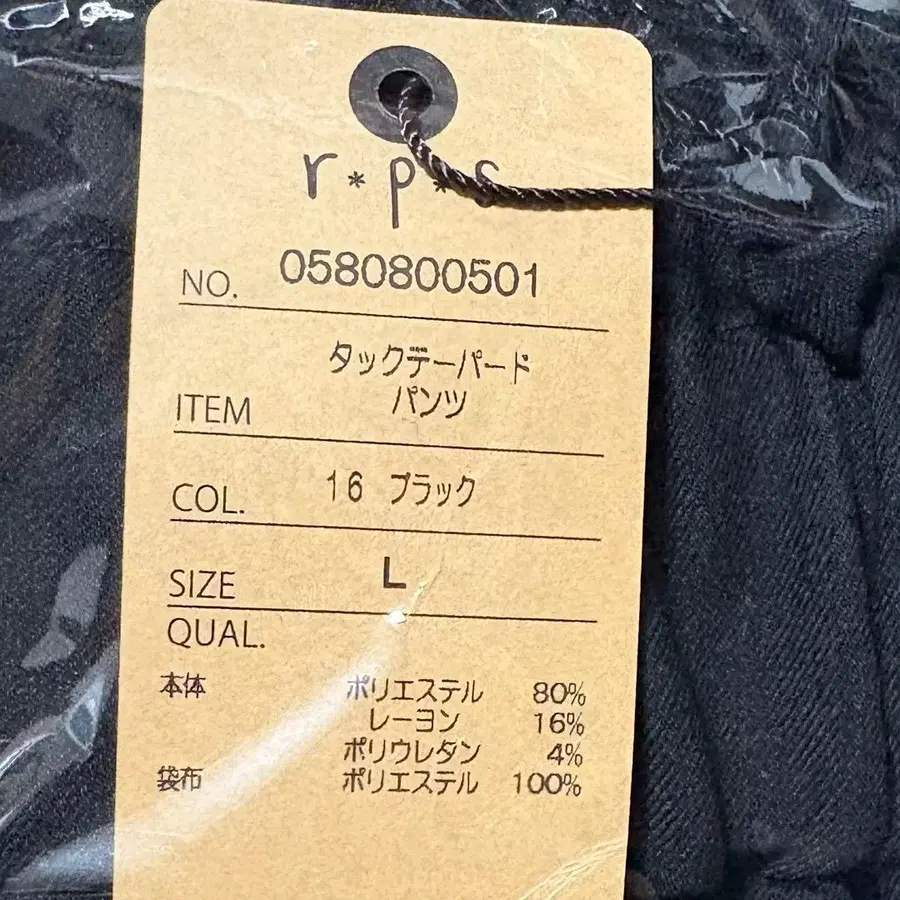 r*p*s
NO. 0580800501
タックテーパード
ITEM パンツ
COL. 16 ブラック
SIZE L
QUAL.
本体 ポリエステル 80%
レーヨン 16%
ポリウレタン 4%
袋布 ポリエステル 100%